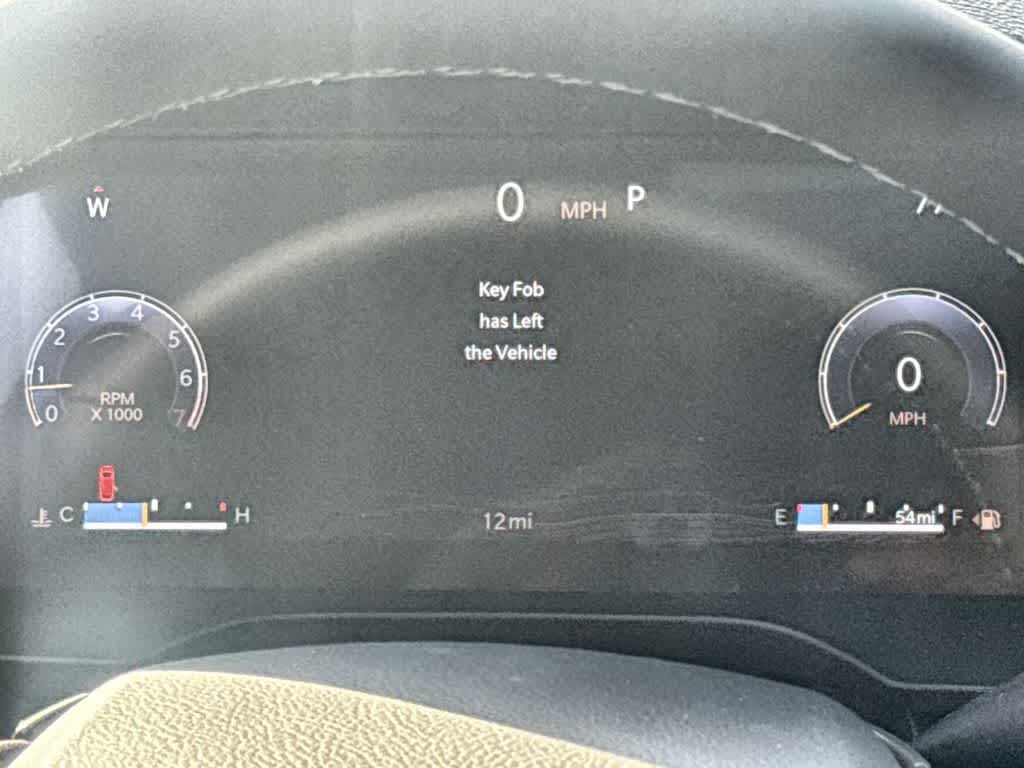 W
0 MPH P
Key Fob
has Left
the Vehicle
0 1 2 3 4 5 6 7
RPM
X 1000
0
MPH
C H
12mi
E 54mi F